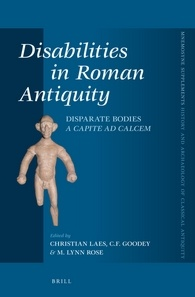 Disabilities
in Roman
Antiquity
DISPARATE BODIES
A CAPITE AD CALCEM
Edited by
CHRISTIAN LAES, C.F. GOODEY
& M. LYNN ROSE
BRILL
MNEMOSYNE SUPPLEMENTS
HISTORY AND ARCHAEOLOGY OF CLASSICAL ANTIQUITY